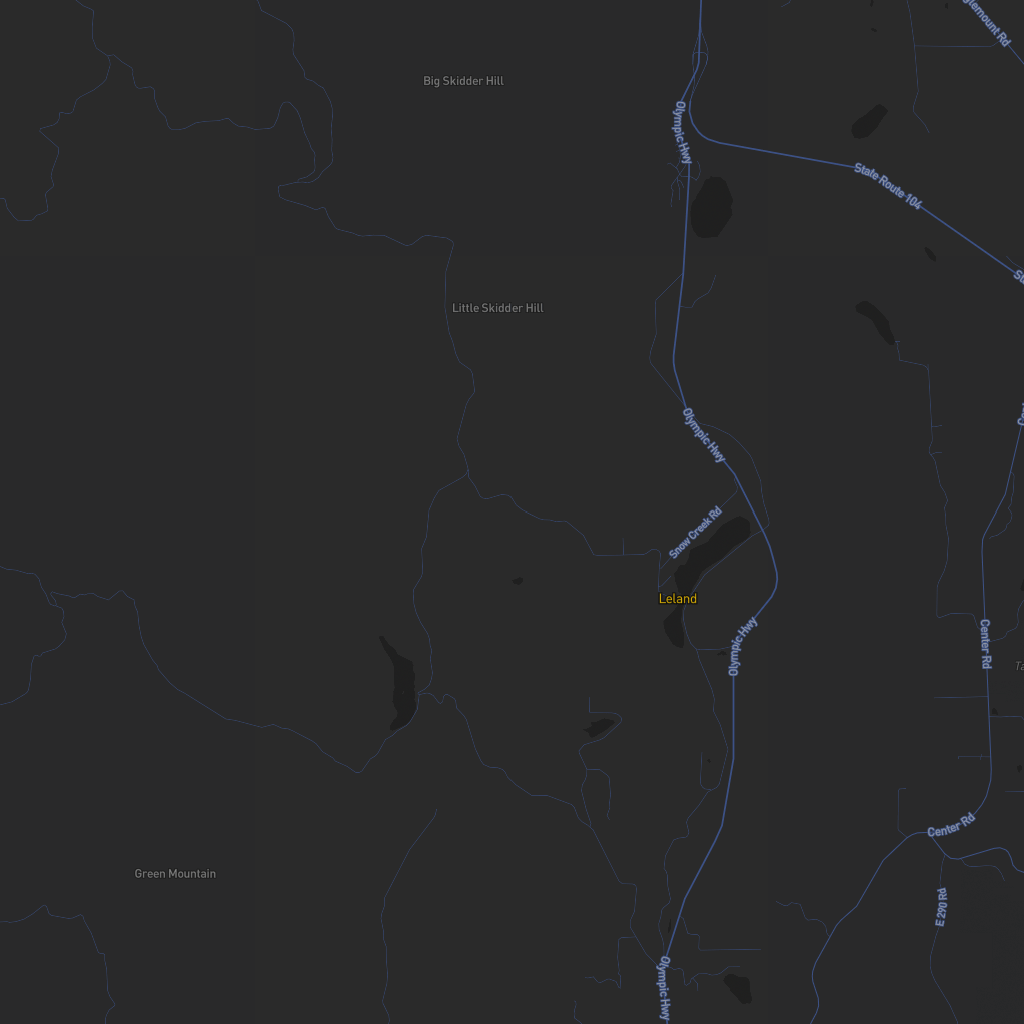 Big Skidder Hill
Olympic Hwy
State Route 104
Little Skidder Hill
Olympic Hwy
Snow Creek Rd
Leland
Olympic Hwy
Center Rd
Center Rd
Green Mountain
E 290 Rd
Olympic Hwy